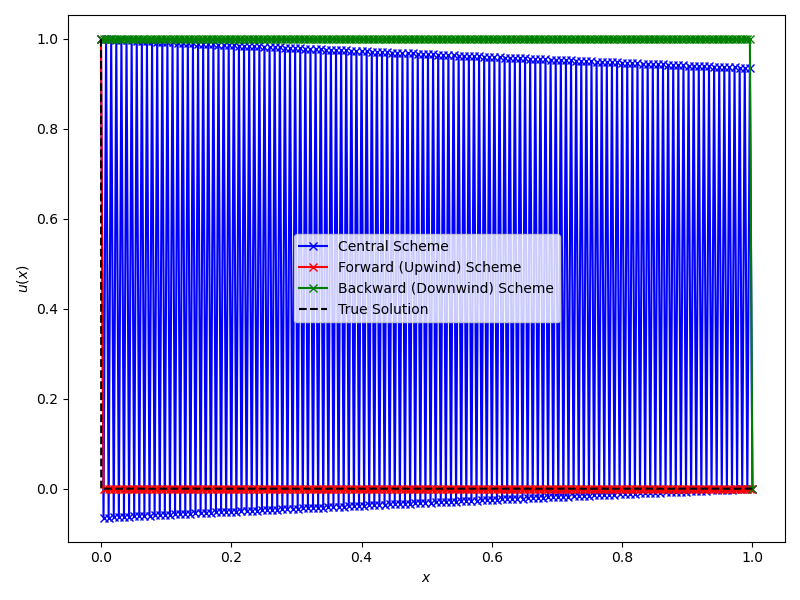 1.0
0.8
0.6
0.4
0.2
0.0
u(x)
Central Scheme
Forward (Upwind) Scheme
Backward (Downwind) Scheme
True Solution
0.0 0.2 0.4 0.6 0.8 1.0
x